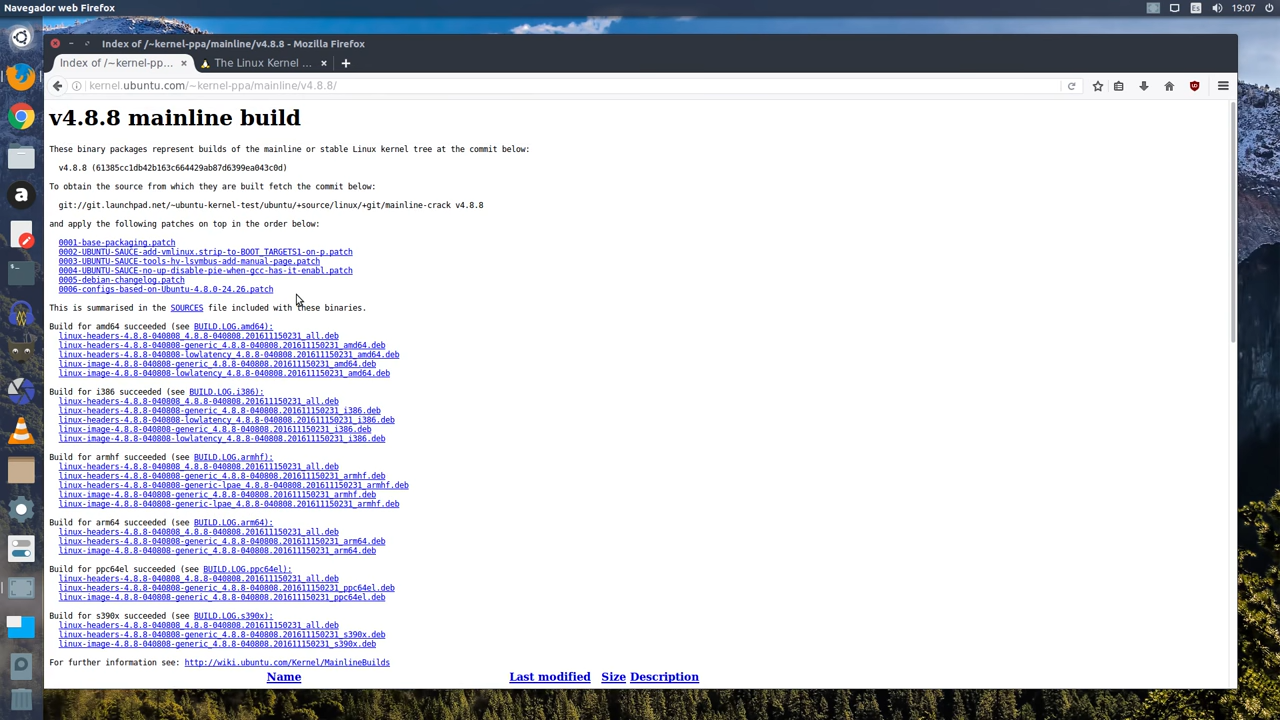 Navegador web Firefox
Es
19:07
Index of /~kernel-ppa/mainline/v4.8.8 - Mozilla Firefox
Index of /~kernel-pp...
The Linux Kernel ...
kernel.ubuntu.com/~kernel-ppa/mainline/v4.8.8/
v4.8.8 mainline build
These binary packages represent builds of the mainline or stable Linux kernel tree at the commit below:
v4.8.8 (61385cc1db42b163c664429ab87d6399ea043c0d)
To obtain the source from which they are built fetch the commit below:
git://git.launchpad.net/~ubuntu-kernel-test/ubuntu/+source/linux/+git/mainline-crack v4.8.8
and apply the following patches on top in the order below:
0001-base-packaging.patch
0002-UBUNTU-SAUCE-add-vmlinux.strip-to-BOOT_TARGETS1-on-p.patch
0003-UBUNTU-SAUCE-tools-hv-lsvmbus-add-manual-page.patch
0004-UBUNTU-SAUCE-no-up-disable-pie-when-gcc-has-it-enabl.patch
0005-debian-changelog.patch
0006-configs-based-on-Ubuntu-4.8.0-24.26.patch
This is summarised in the SOURCES file included with these binaries.
Build for amd64 succeeded (see BUILD.LOG.amd64):
linux-headers-4.8.8-040808_4.8.8-040808.201611150231_all.deb
linux-headers-4.8.8-040808-generic_4.8.8-040808.201611150231_amd64.deb
linux-headers-4.8.8-040808-lowlatency_4.8.8-040808.201611150231_amd64.deb
linux-image-4.8.8-040808-generic_4.8.8-040808.201611150231_amd64.deb
linux-image-4.8.8-040808-lowlatency_4.8.8-040808.201611150231_amd64.deb
Build for i386 succeeded (see BUILD.LOG.i386):
linux-headers-4.8.8-040808_4.8.8-040808.201611150231_all.deb
linux-headers-4.8.8-040808-generic_4.8.8-040808.201611150231_i386.deb
linux-headers-4.8.8-040808-lowlatency_4.8.8-040808.201611150231_i386.deb
linux-image-4.8.8-040808-generic_4.8.8-040808.201611150231_i386.deb
linux-image-4.8.8-040808-lowlatency_4.8.8-040808.201611150231_i386.deb
Build for armhf succeeded (see BUILD.LOG.armhf):
linux-headers-4.8.8-040808_4.8.8-040808.201611150231_all.deb
linux-headers-4.8.8-040808-generic_4.8.8-040808.201611150231_armhf.deb
linux-headers-4.8.8-040808-generic-lpae_4.8.8-040808.201611150231_armhf.deb
linux-image-4.8.8-040808-generic_4.8.8-040808.201611150231_armhf.deb
linux-image-4.8.8-040808-generic-lpae_4.8.8-040808.201611150231_armhf.deb
Build for arm64 succeeded (see BUILD.LOG.arm64):
linux-headers-4.8.8-040808_4.8.8-040808.201611150231_all.deb
linux-headers-4.8.8-040808-generic_4.8.8-040808.201611150231_arm64.deb
linux-image-4.8.8-040808-generic_4.8.8-040808.201611150231_arm64.deb
Build for ppc64el succeeded (see BUILD.LOG.ppc64el):
linux-headers-4.8.8-040808_4.8.8-040808.201611150231_all.deb
linux-headers-4.8.8-040808-generic_4.8.8-040808.201611150231_ppc64el.deb
linux-image-4.8.8-040808-generic_4.8.8-040808.201611150231_ppc64el.deb
Build for s390x succeeded (see BUILD.LOG.s390x):
linux-headers-4.8.8-040808_4.8.8-040808.201611150231_all.deb
linux-headers-4.8.8-040808-generic_4.8.8-040808.201611150231_s390x.deb
linux-image-4.8.8-040808-generic_4.8.8-040808.201611150231_s390x.deb
For further information see: http://wiki.ubuntu.com/Kernel/MainlineBuilds
Name Last modified Size Description